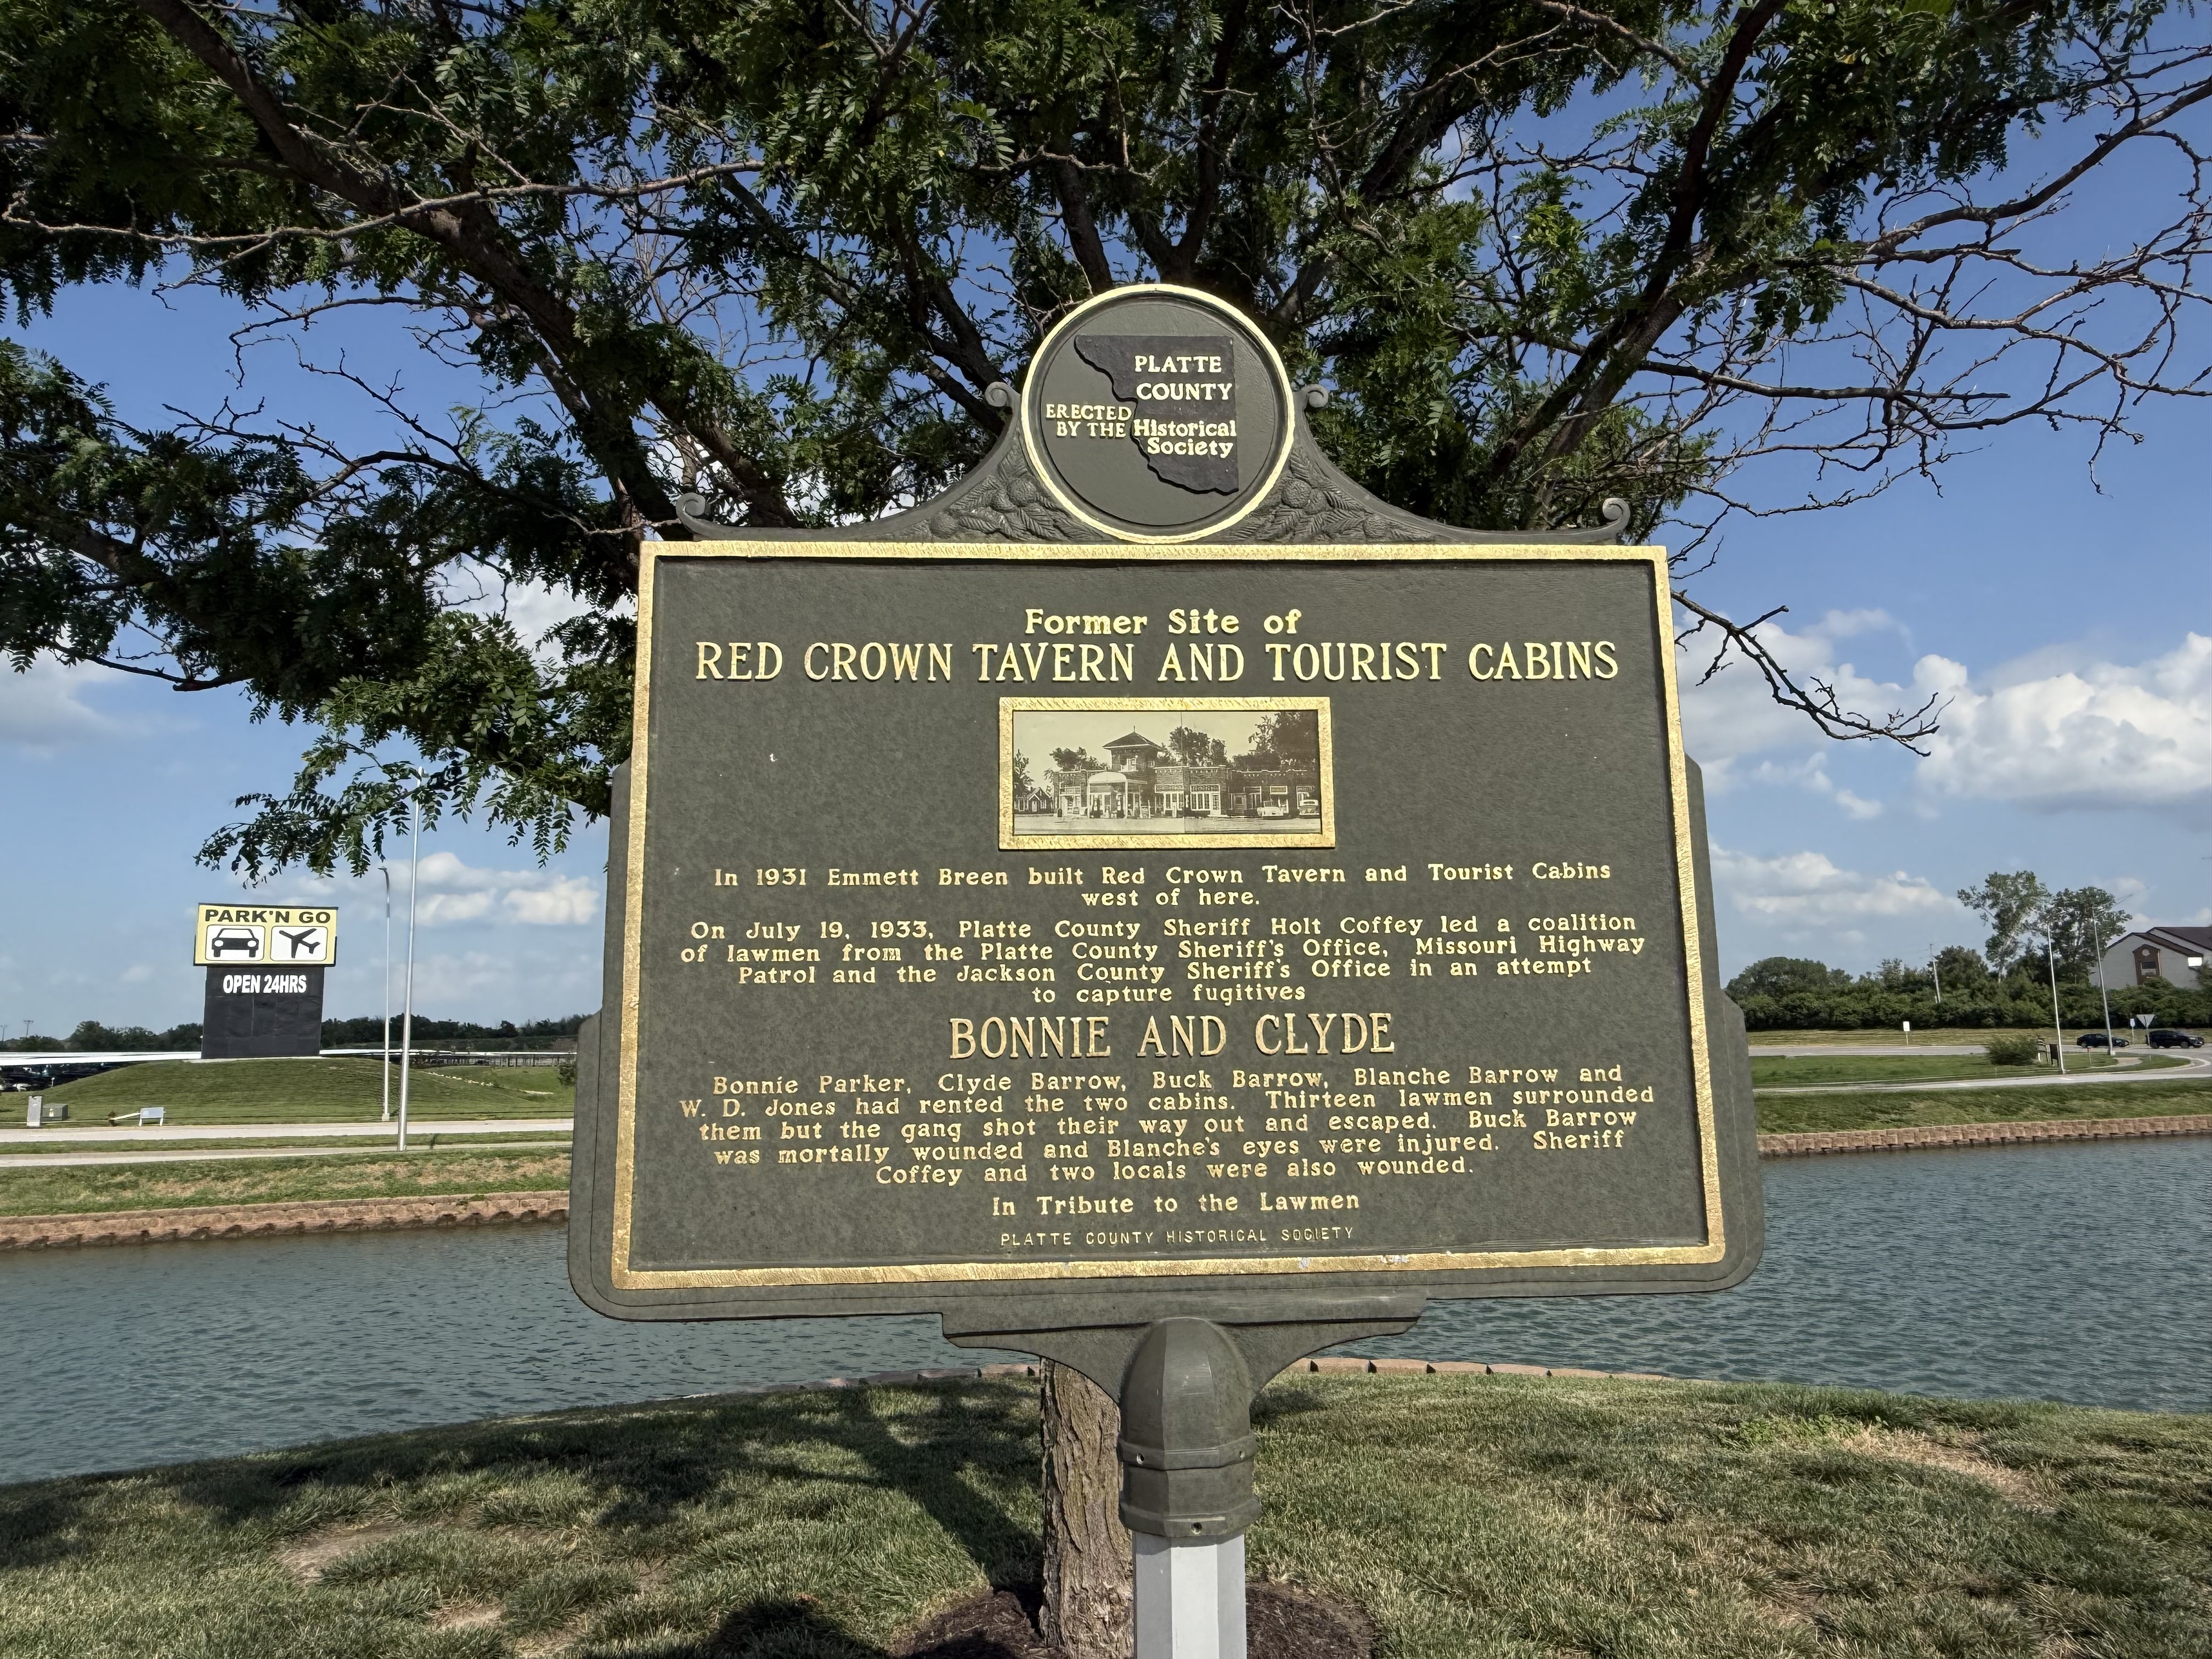 PLATTE
COUNTY
ERECTED
BY THE Historical
Society
Former Site of
RED CROWN TAVERN AND TOURIST CABINS
In 1931 Emmett Breen built Red Crown Tavern and Tourist Cabins
west of here.
On July 19, 1933, Platte County Sheriff Holt Coffey led a coalition
of lawmen from the Platte County Sheriff's Office, Missouri Highway
Patrol and the Jackson County Sheriff's Office in an attempt
to capture fugitives
BONNIE AND CLYDE
Bonnie Parker, Clyde Barrow, Buck Barrow, Blanche Barrow and
W. D. Jones had rented the two cabins. Thirteen lawmen surrounded
them but the gang shot their way out and escaped. Buck Barrow
was mortally wounded and Blanche's eyes were injured. Sheriff
Coffey and two locals were also wounded.
In Tribute to the Lawmen
PLATTE COUNTY HISTORICAL SOCIETY
PARK'N GO
OPEN 24HRS